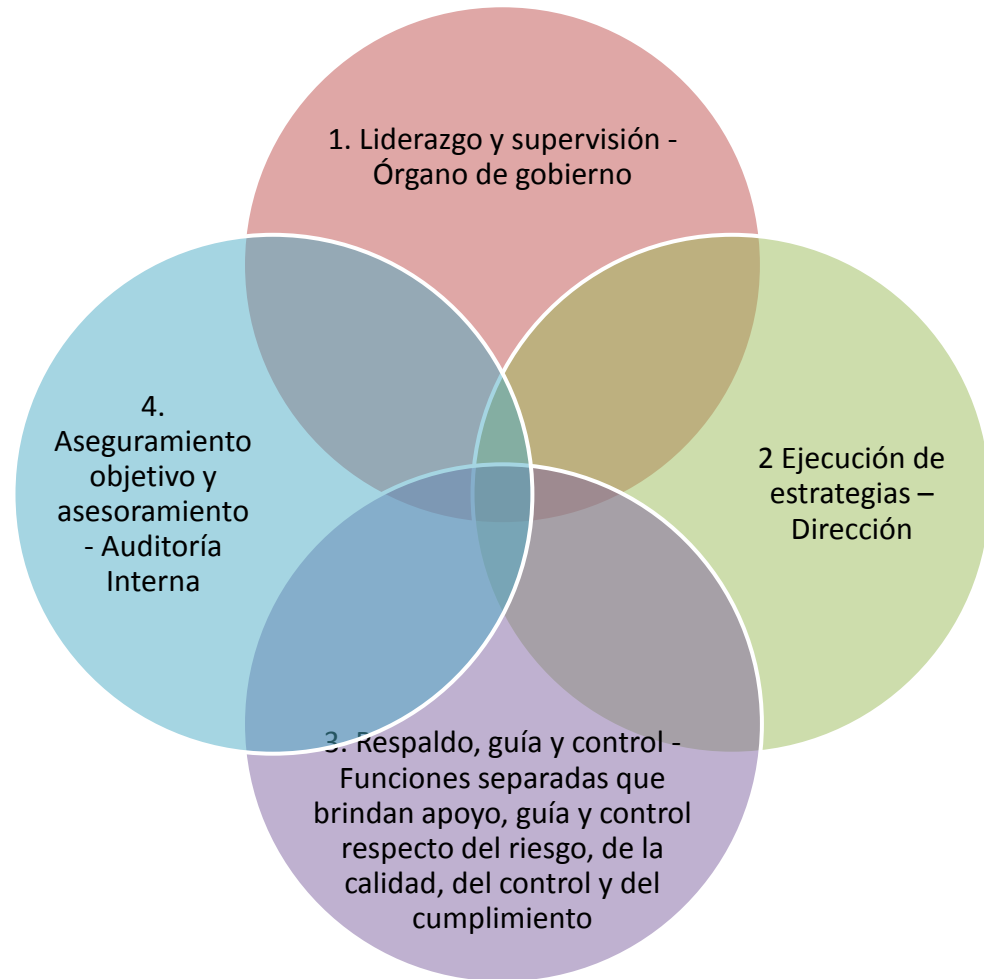 1. Liderazgo y supervisión -
Órgano de gobierno
2 Ejecución de
estrategias –
Dirección
3. Respaldo, guía y control -
Funciones separadas que
brindan apoyo, guía y control
respecto del riesgo, de la
calidad, del control y del
cumplimiento
4.
Aseguramiento
objetivo y
asesoramiento
- Auditoría
Interna